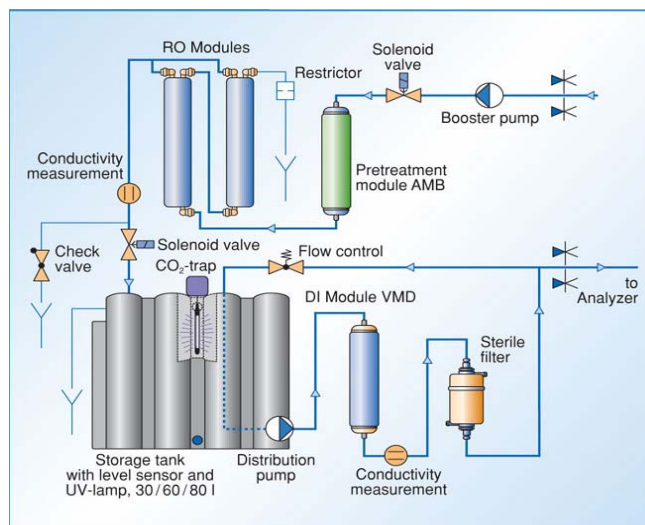 RO Modules
Restrictor
Solenoid
valve
Booster pump
Conductivity
measurement
Pretreatment
module AMB
Check
valve
Solenoid valve
CO₂-trap
Flow control
to
Analyzer
DI Module VMD
Sterile
filter
Storage tank
with level sensor and
UV-lamp, 30/60/80 l
Distribution
pump
Conductivity
measurement